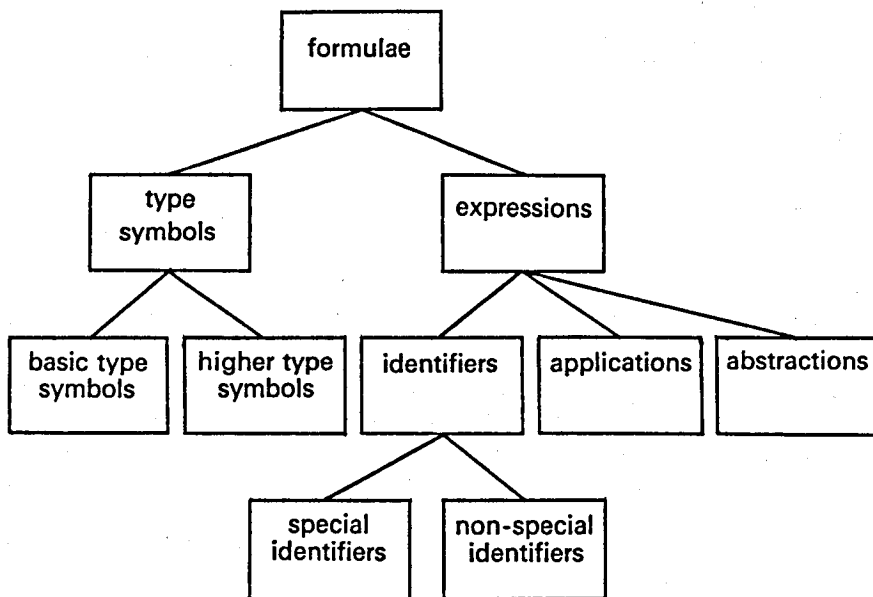 formulae
type
symbols
expressions
basic type
symbols
higher type
symbols
identifiers
applications
abstractions
special
identifiers
non-special
identifiers